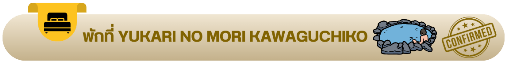 พักที่ YUKARI NO MORI KAWAGUCHIKO
CONFIRMED